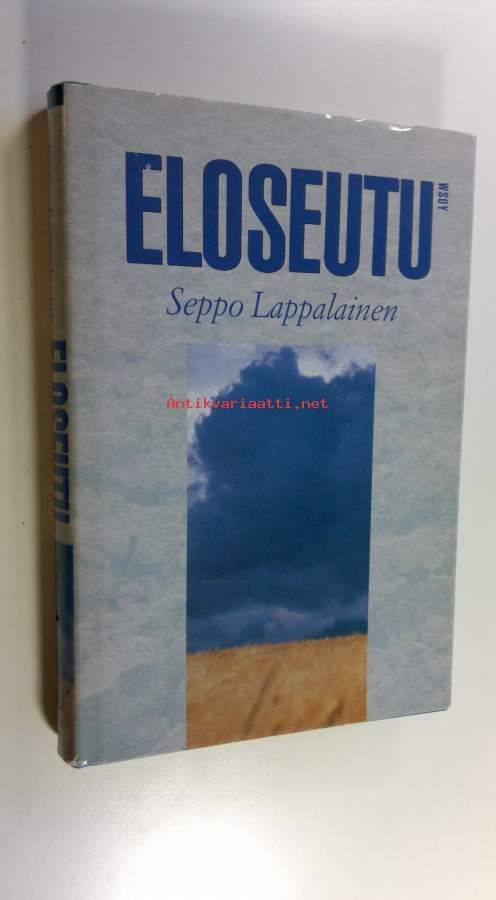 ELOSEUTU
WSOY
Seppo Lappalainen
Antikvariaatti.net
ELOSEUTU